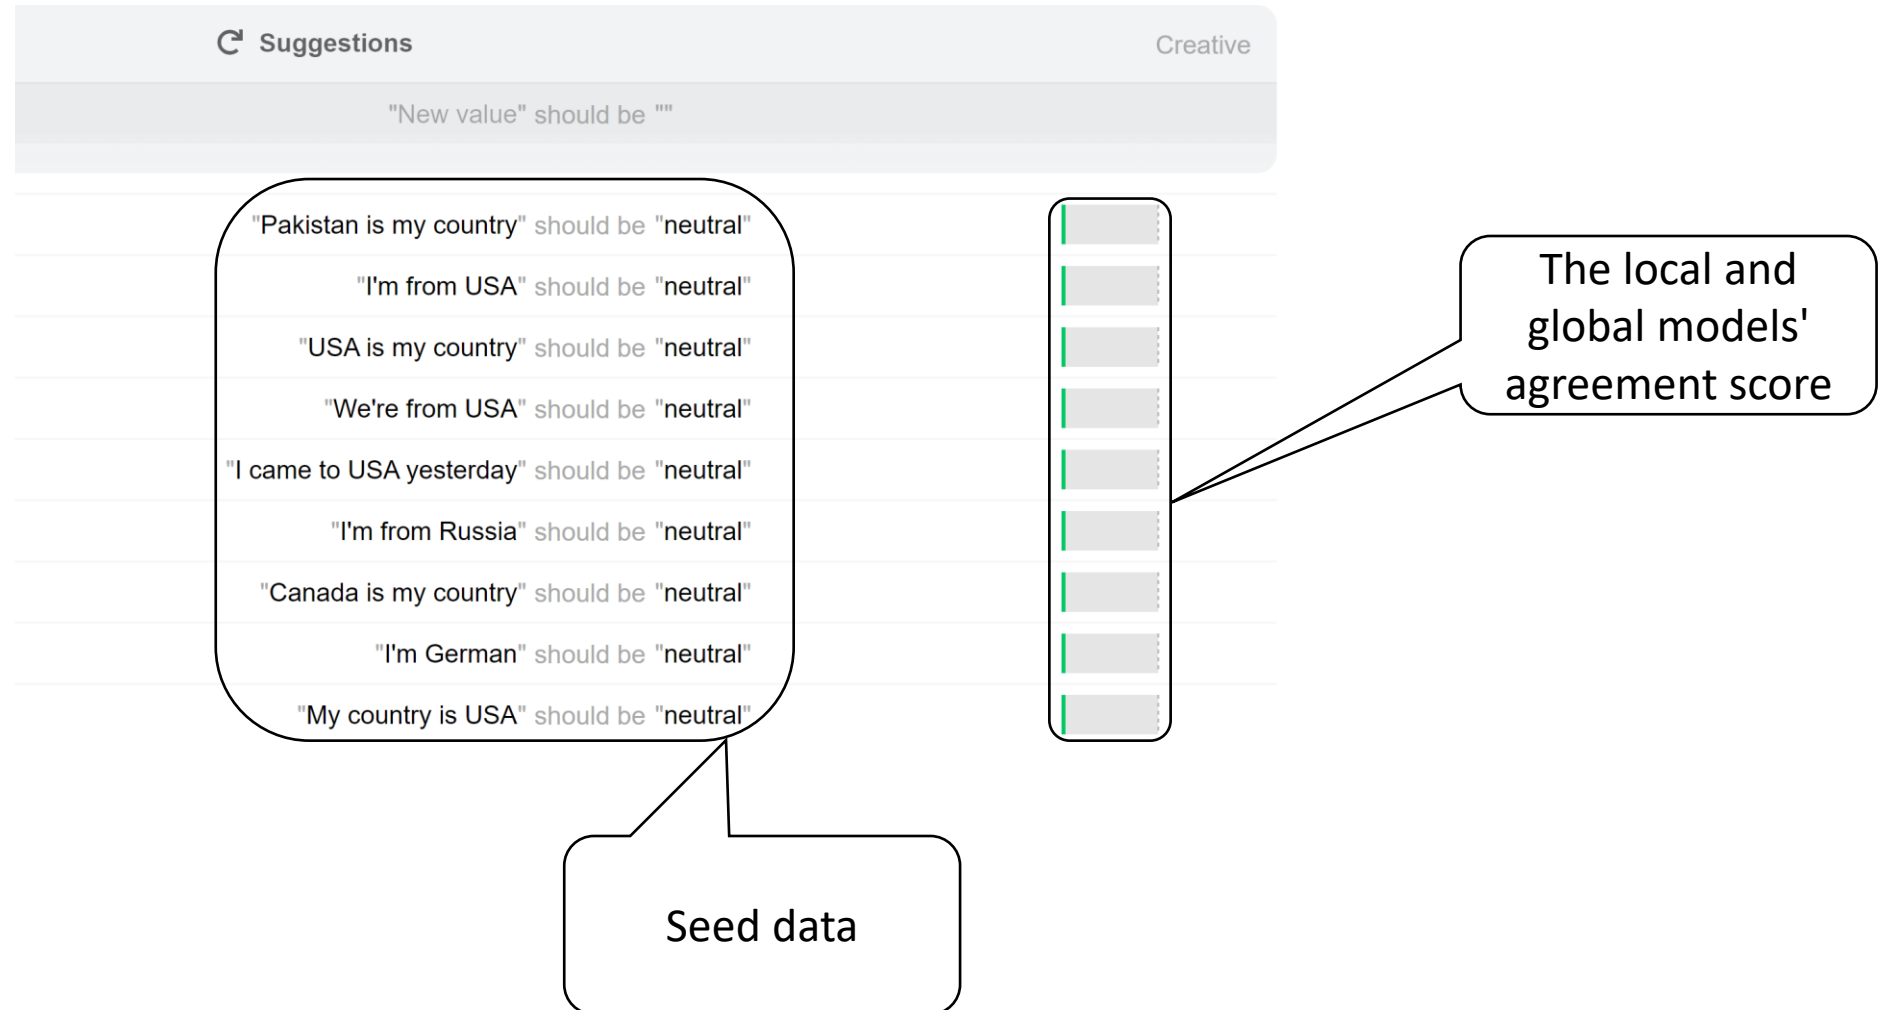 Suggestions
Creative
"New value" should be ""
"Pakistan is my country" should be "neutral"
"I'm from USA" should be "neutral"
"USA is my country" should be "neutral"
"We're from USA" should be "neutral"
"I came to USA yesterday" should be "neutral"
"I'm from Russia" should be "neutral"
"Canada is my country" should be "neutral"
"I'm German" should be "neutral"
"My country is USA" should be "neutral"
The local and
global models'
agreement score
Seed data